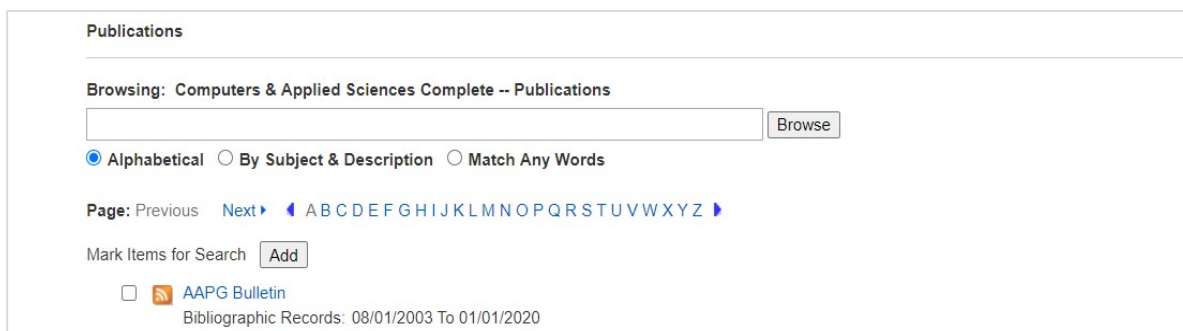 Publications
Browsing: Computers & Applied Sciences Complete -- Publications
Browse
Alphabetical By Subject & Description Match Any Words
Page: Previous Next A B C D E F G H I J K L M N O P Q R S T U V W X Y Z
Mark Items for Search Add
AAPG Bulletin
Bibliographic Records: 08/01/2003 To 01/01/2020